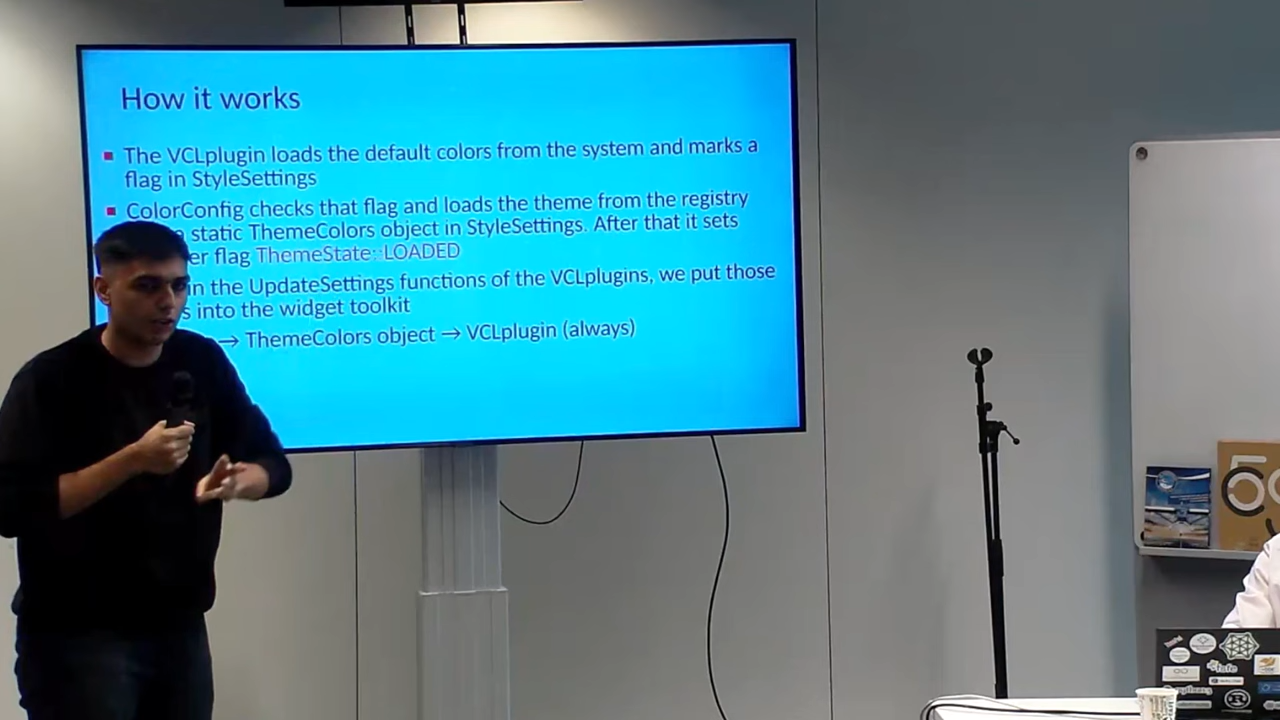 How it works
The VCLplugin loads the default colors from the system and marks a
flag in StyleSettings
ColorConfig checks that flag and loads the theme from the registry
static ThemeColors object in StyleSettings. After that it sets
flag ThemeState::LOADED
in the UpdateSettings functions of the VCLplugins, we put those
into the widget toolkit
→ ThemeColors object → VCLplugin (always)